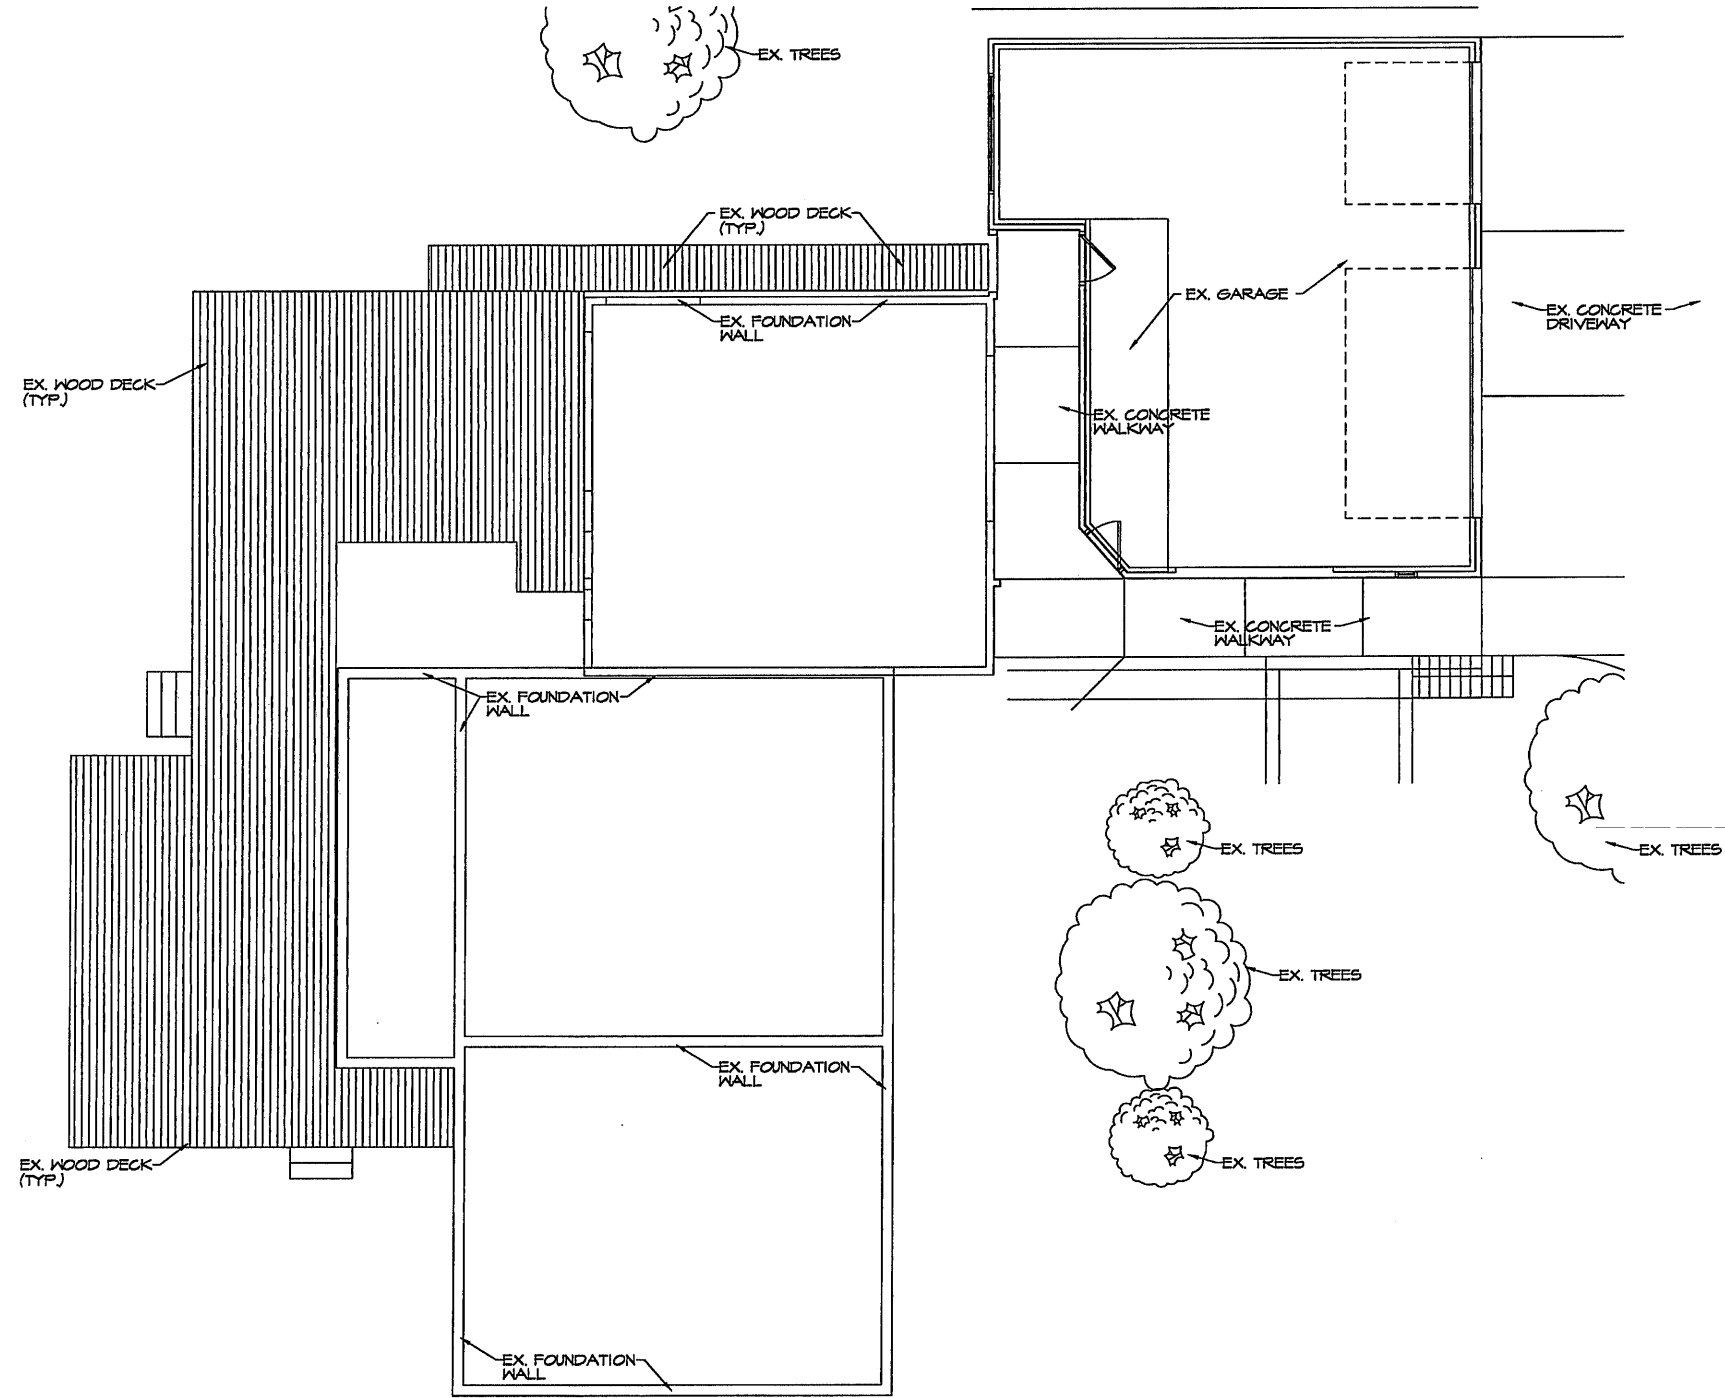 EX. TREES
EX. WOOD DECK
(TYP.)
EX. GARAGE
EX. CONCRETE
DRIVEWAY
EX. FOUNDATION
WALL
EX. WOOD DECK
(TYP.)
EX. CONCRETE
WALKWAY
EX. CONCRETE
WALKWAY
EX. FOUNDATION
WALL
EX. TREES
EX. TREES
EX. TREES
EX. FOUNDATION
WALL
EX. WOOD DECK
(TYP.)
EX. TREES
EX. FOUNDATION
WALL